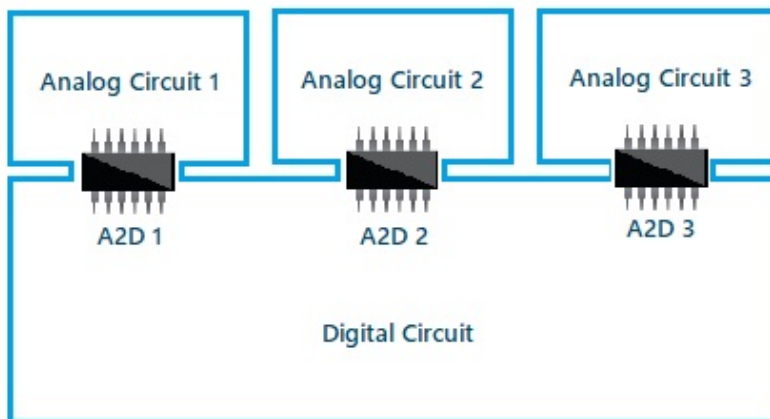 Analog Circuit 1
Analog Circuit 2
Analog Circuit 3
A2D 1
A2D 2
A2D 3
Digital Circuit